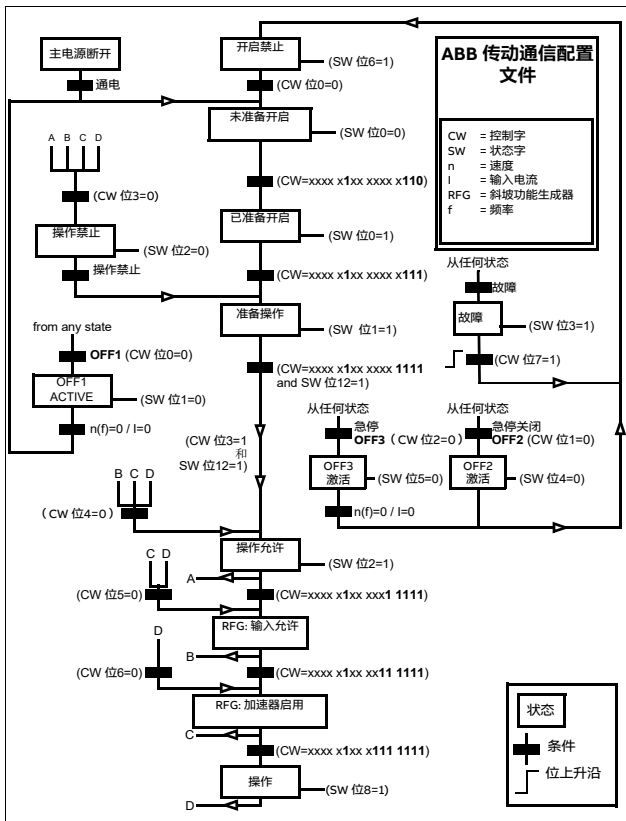 主电源断开
通电
开启禁止
(SW 位6=1)
(CW 位0=0)
未准备开启
(SW 位0=0)
A B C D
(CW 位3=0)
操作禁止
(SW 位2=0)
操作禁止
(CW=xxxx x1xx xxxx x110)
已准备开启
(SW 位0=1)
(CW=xxxx x1xx xxxx x111)
准备操作
(SW 位1=1)
(CW=xxxx x1xx xxxx 1111
and SW 位12=1)
ABB 传动通信配置
文件
CW = 控制字
SW = 状态字
n = 速度
I = 输入电流
RFG = 斜坡功能生成器
f = 频率
从任何状态
故障
故障
(SW 位3=1)
(CW 位7=1)
from any state
OFF1 (CW 位0=0)
OFF1
ACTIVE
(SW 位1=0)
n(f)=0 / I=0
(CW 位3=1
和
SW 位12=1)
从任何状态
急停
OFF3 (CW 位2=0)
OFF3
激活
(SW 位5=0)
n(f)=0 / I=0
从任何状态
急停关闭
OFF2 (CW 位1=0)
OFF2
激活
(SW 位4=0)
B C D
(CW 位4=0)
操作允许
(SW 位2=1)
A
C D
(CW 位5=0)
(CW=xxxx x1xx xxx1 1111)
RFG: 输入允许
B
D
(CW 位6=0)
(CW=xxxx x1xx xx11 1111)
RFG: 加速器启用
C
(CW=xxxx x1xx x111 1111)
操作
(SW 位8=1)
D
状态
条件
位上升沿